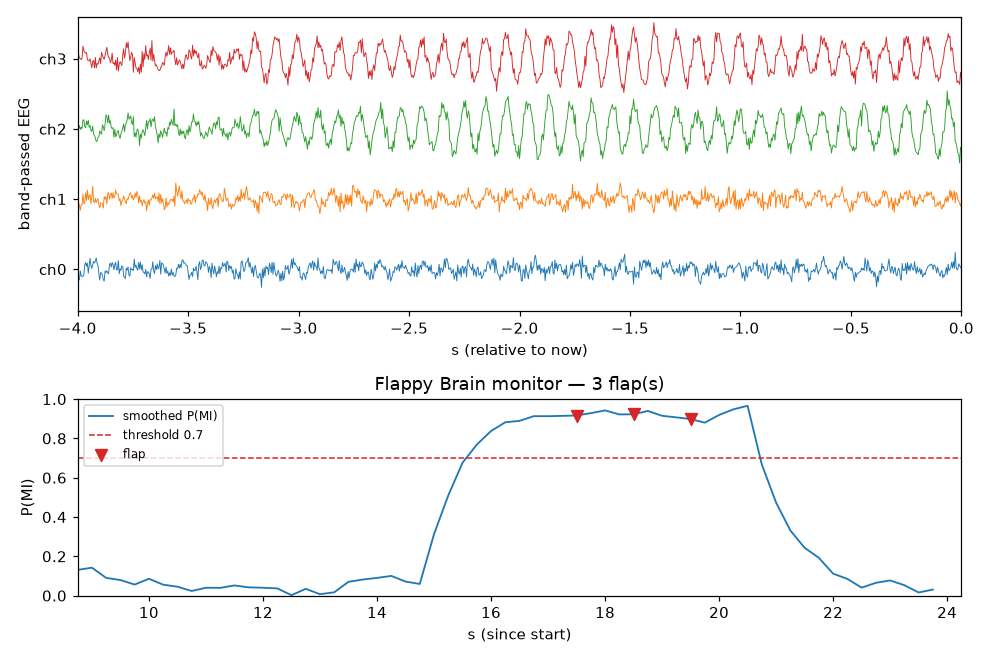 band-passed EEG
ch3
ch2
ch1
ch0
−4.0 −3.5 −3.0 −2.5 −2.0 −1.5 −1.0 −0.5 0.0
s (relative to now)
Flappy Brain monitor — 3 flap(s)
P(MI)
1.0
0.8
0.6
0.4
0.2
0.0
smoothed P(MI)
threshold 0.7
flap
10 12 14 16 18 20 22 24
s (since start)